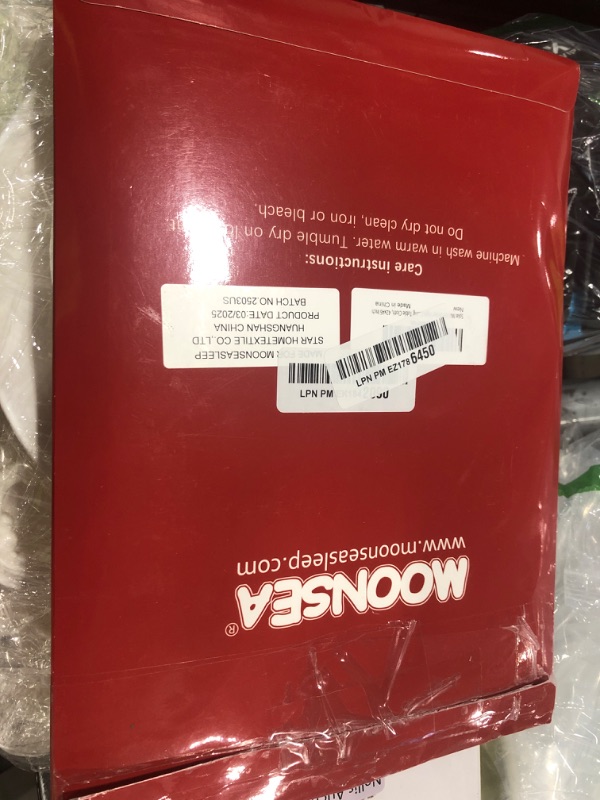 MOONSEA®
www.moonseasleep.com
MOONSEASLEEP
STAR HOMETEXTILE CO.,LTD
HUANGSHAN CHINA
PRODUCT DATE:03/2025
BATCH NO.2503US
New
Made in China
LPN PM EZ178 6450
LPN PM
Care instructions:
Machine wash in warm water. Tumble dry on
Do not dry clean, iron or bleach.